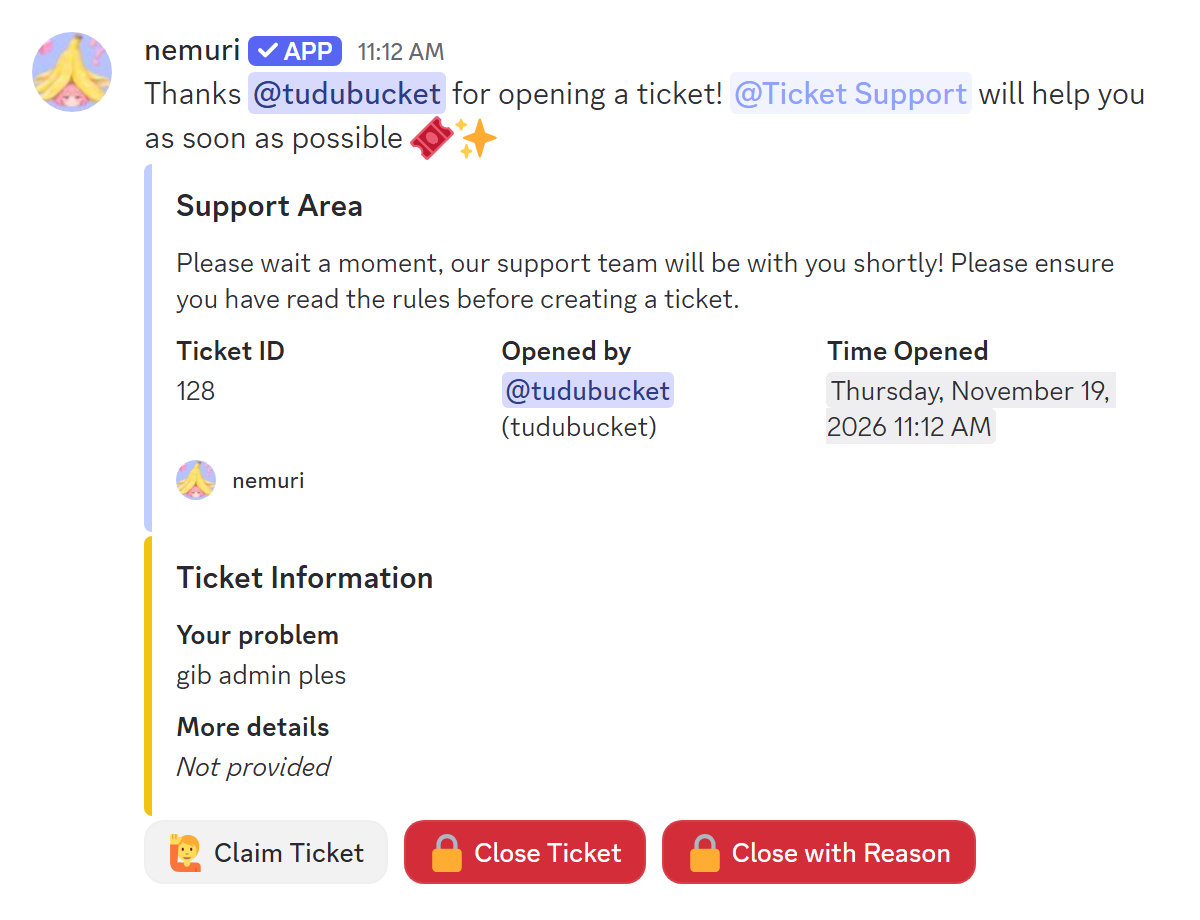 nemuri ✓ APP 11:12 AM
Thanks @tudubucket for opening a ticket! @Ticket Support will help you
as soon as possible 🎟️✨
Support Area
Please wait a moment, our support team will be with you shortly! Please ensure
you have read the rules before creating a ticket.
Ticket ID
128
Opened by
@tudubucket
(tudubucket)
Time Opened
Thursday, November 19,
2026 11:12 AM
nemuri
Ticket Information
Your problem
gib admin ples
More details
Not provided
🙋 Claim Ticket
🔒 Close Ticket
🔒 Close with Reason